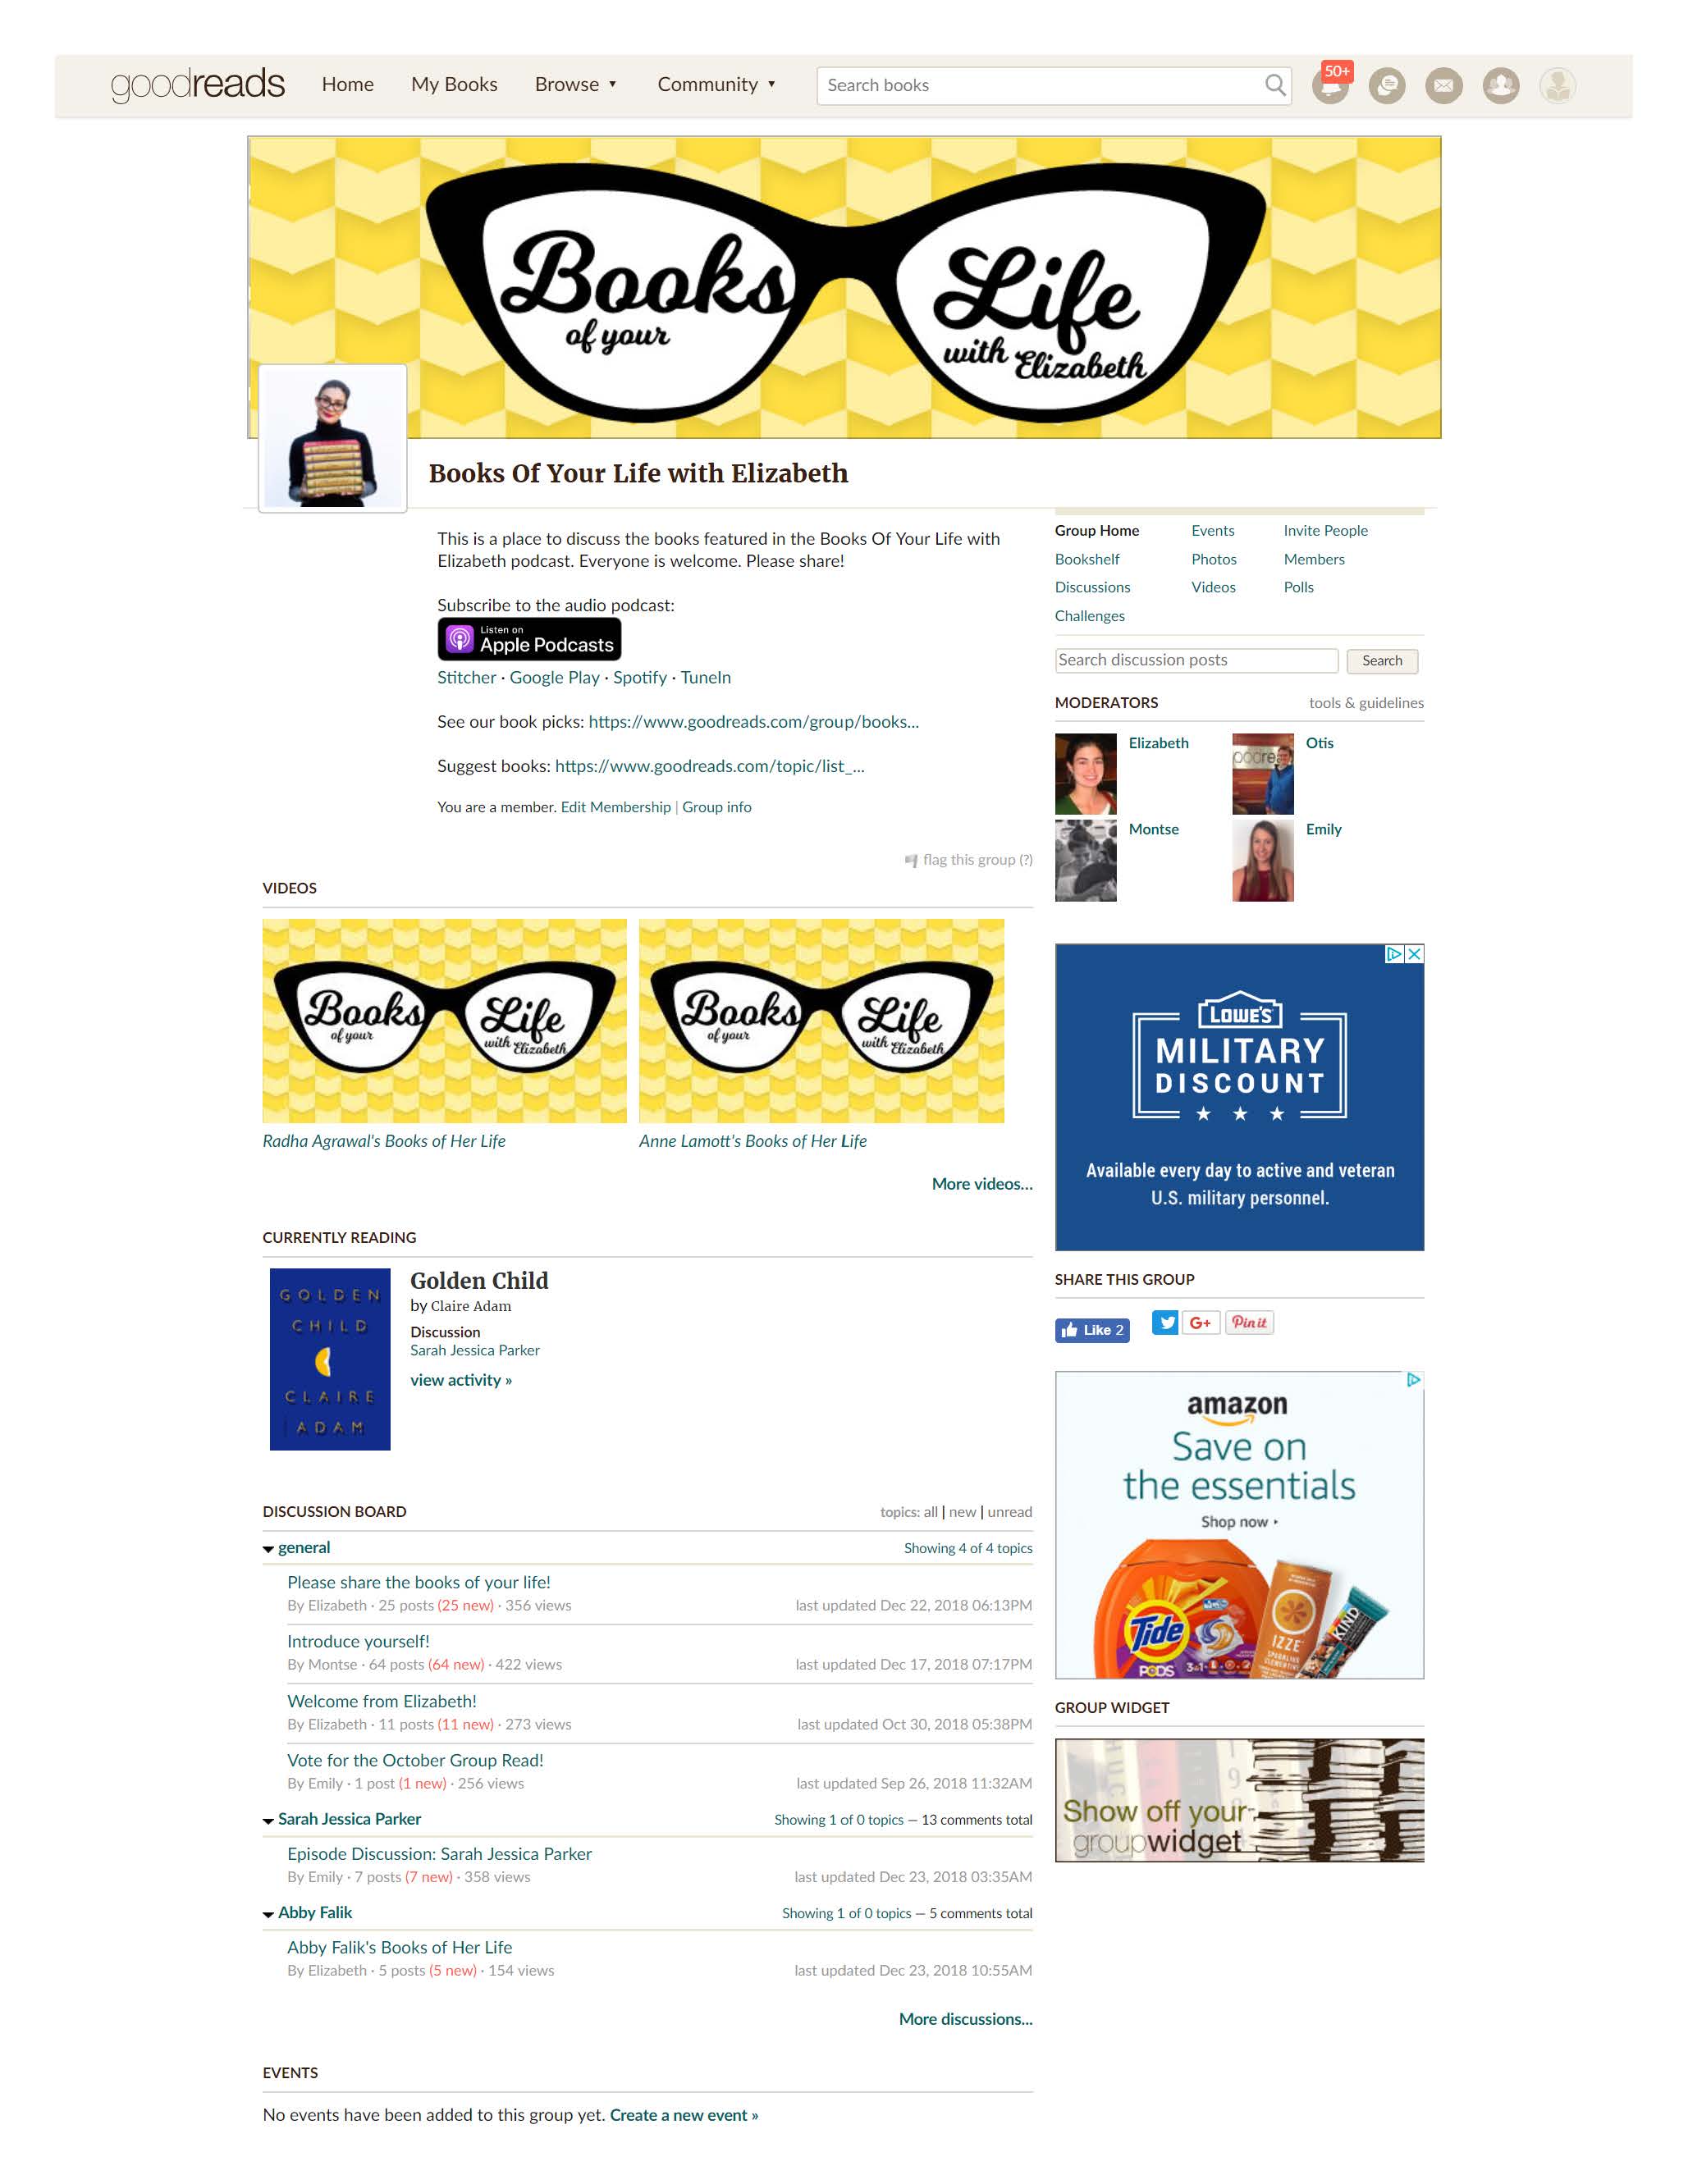 goodreads Home My Books Browse ▼ Community ▼ Search books 50+
Books Life
of your with Elizabeth
Books Of Your Life with Elizabeth
This is a place to discuss the books featured in the Books Of Your Life with
Elizabeth podcast. Everyone is welcome. Please share!
Subscribe to the audio podcast:
Listen on
Apple Podcasts
Stitcher · Google Play · Spotify · TuneIn
See our book picks: https://www.goodreads.com/group/books...
Suggest books: https://www.goodreads.com/topic/list_...
You are a member. Edit Membership | Group info
flag this group (?)
Group Home Events Invite People
Bookshelf Photos Members
Discussions Videos Polls
Challenges
Search discussion posts Search
MODERATORS tools & guidelines
Elizabeth Otis
Montse Emily
VIDEOS
Books Life
of your with Elizabeth
Books Life
of your with Elizabeth
Radha Agrawal's Books of Her Life Anne Lamott's Books of Her Life
More videos...
LOWE'S
MILITARY
DISCOUNT
Available every day to active and veteran
U.S. military personnel.
CURRENTLY READING
GOLDEN
CHILD
CLAIRE
ADAM
Golden Child
by Claire Adam
Discussion
Sarah Jessica Parker
view activity »
SHARE THIS GROUP
Like 2 G+ Pin it
amazon
Save on
the essentials
Shop now
Tide
PODS 3in1
IZZE
SPARKLING
CLEMENTINE
KIND
DISCUSSION BOARD topics: all | new | unread
general Showing 4 of 4 topics
Please share the books of your life!
By Elizabeth · 25 posts (25 new) · 356 views last updated Dec 22, 2018 06:13PM
Introduce yourself!
By Montse · 64 posts (64 new) · 422 views last updated Dec 17, 2018 07:17PM
Welcome from Elizabeth!
By Elizabeth · 11 posts (11 new) · 273 views last updated Oct 30, 2018 05:38PM
Vote for the October Group Read!
By Emily · 1 post (1 new) · 256 views last updated Sep 26, 2018 11:32AM
Sarah Jessica Parker Showing 1 of 0 topics — 13 comments total
Episode Discussion: Sarah Jessica Parker
By Emily · 7 posts (7 new) · 358 views last updated Dec 23, 2018 03:35AM
Abby Falik Showing 1 of 0 topics — 5 comments total
Abby Falik's Books of Her Life
By Elizabeth · 5 posts (5 new) · 154 views last updated Dec 23, 2018 10:55AM
More discussions...
GROUP WIDGET
Show off your
groupwidget
EVENTS
No events have been added to this group yet. Create a new event »